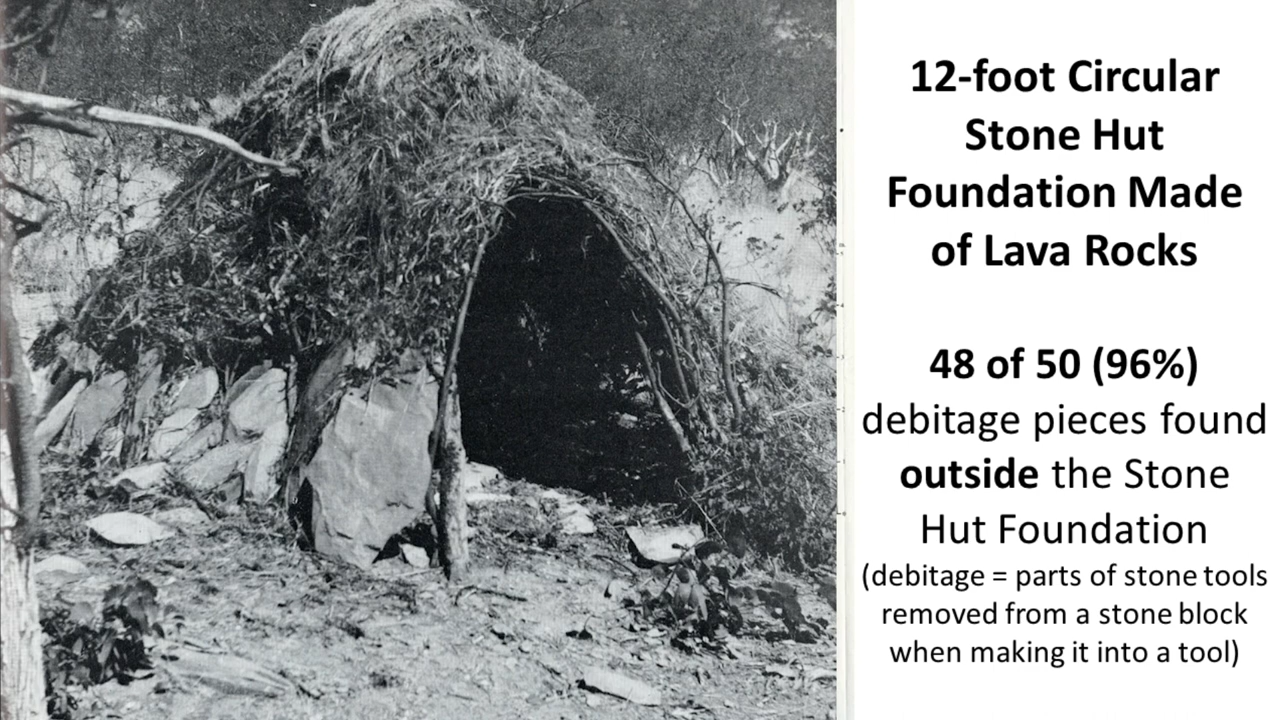 12-foot Circular
Stone Hut
Foundation Made
of Lava Rocks
48 of 50 (96%)
debitage pieces found
outside the Stone
Hut Foundation
(debitage = parts of stone tools
removed from a stone block
when making it into a tool)